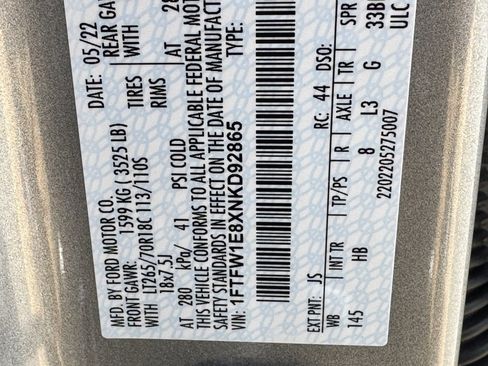 MFD. BY FORD MOTOR CO.
DATE: 05/22
FRONT GAWR: 1599 KG ( 3525 LB)
REAR GA
WITH LT265/70R18C 113/110S TIRES
18x7.5J RIMS
AT 280 kPa/ 41 PSI COLD
AT 28
THIS VEHICLE CONFORMS TO ALL APPLICABLE FEDERAL MOTO
STANDARDS IN EFFECT ON THE DATE OF MANUFACTUR
VIN: 1FTFW1E8XNKD92865
TYPE:
EXT PNT: JS RC: 44 DSO:
WB INT TR TP/PS R AXLE TR SPR
145 HB 8 L3 G 33B
2202205275007
ULC